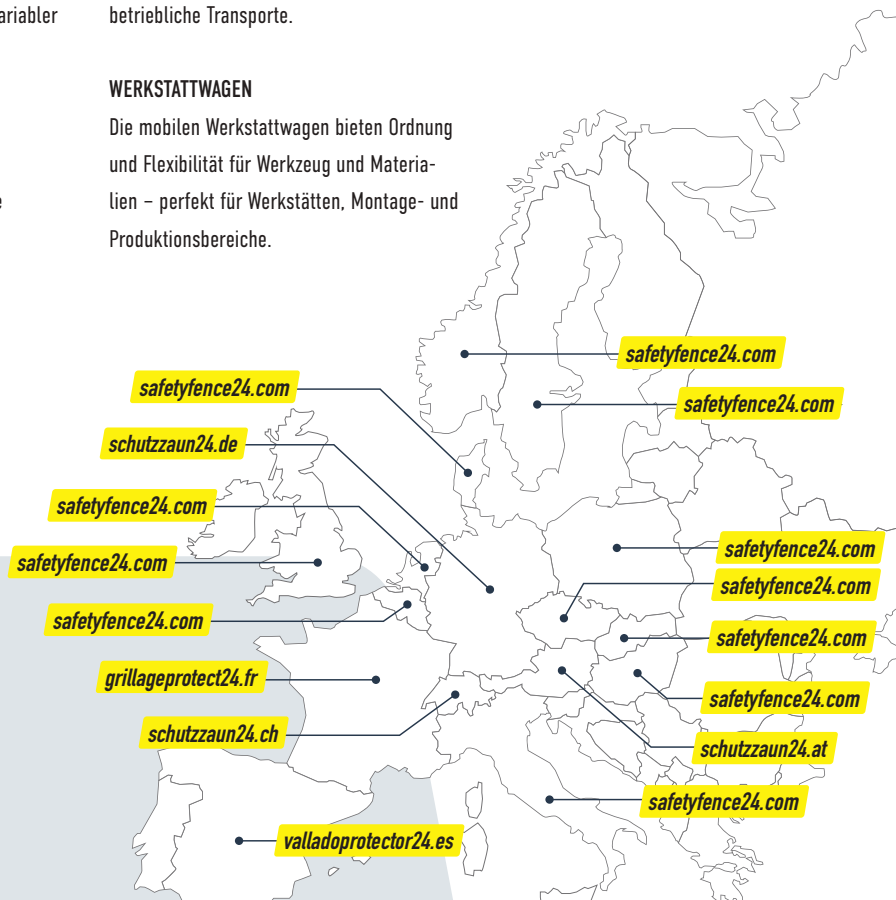 ariabler
e
betriebliche Transporte.
WERKSTATTWAGEN
Die mobilen Werkstattwagen bieten Ordnung
und Flexibilität für Werkzeug und Materia-
lien – perfekt für Werkstätten, Montage- und
Produktionsbereiche.
safetyfence24.com
safetyfence24.com
safetyfence24.com
schutzzaun24.de
safetyfence24.com
safetyfence24.com
safetyfence24.com
safetyfence24.com
safetyfence24.com
safetyfence24.com
safetyfence24.com
grillageprotect24.fr
safetyfence24.com
schutzzaun24.ch
schutzzaun24.at
safetyfence24.com
valladoprotector24.es